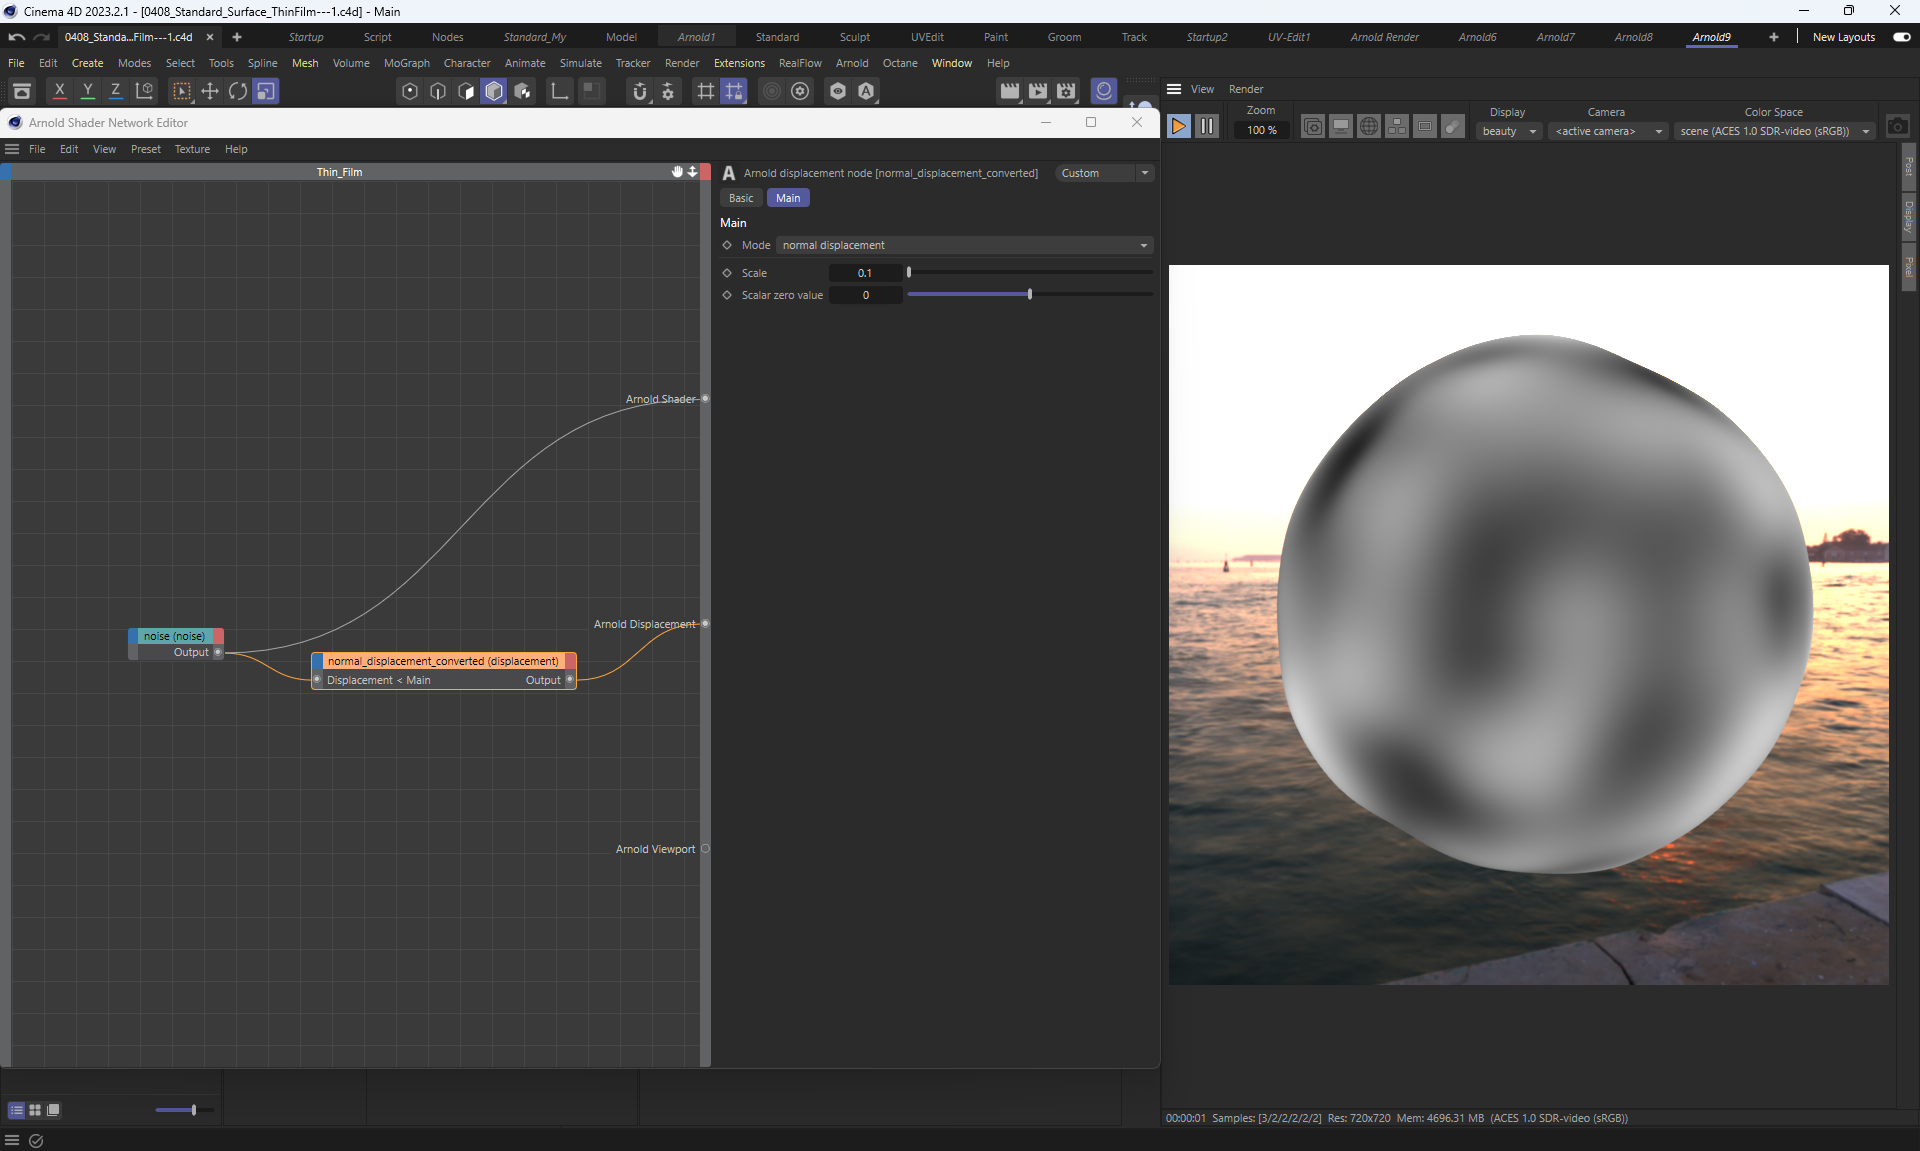 Cinema 4D 2023.2.1 - [0408_Standard_Surface_ThinFilm---1.c4d] - Main
0408_Standa...Film---1.c4d × + Startup Script Nodes Standard_My Model Arnold1 Standard Sculpt UVEdit Paint Groom Track Startup2 UV-Edit1 Arnold Render Arnold6 Arnold7 Arnold8 Arnold9 + New Layouts
File Edit Create Modes Select Tools Spline Mesh Volume MoGraph Character Animate Simulate Tracker Render Extensions RealFlow Arnold Octane Window Help
X Y Z
View Render
Zoom
100 %
Display
beauty
Camera
<active camera>
Color Space
scene (ACES 1.0 SDR-video (sRGB))
Arnold Shader Network Editor
File Edit View Preset Texture Help
Thin_Film
Arnold Shader
Arnold Displacement
Arnold Viewport
noise (noise)
Output
normal_displacement_converted (displacement)
Displacement < Main Output
A Arnold displacement node [normal_displacement_converted] Custom
Basic Main
Main
Mode normal displacement
Scale 0.1
Scalar zero value 0
Post
Display
Pixel
00:00:01 Samples: [3/2/2/2/2/2] Res: 720x720 Mem: 4696.31 MB (ACES 1.0 SDR-video (sRGB))